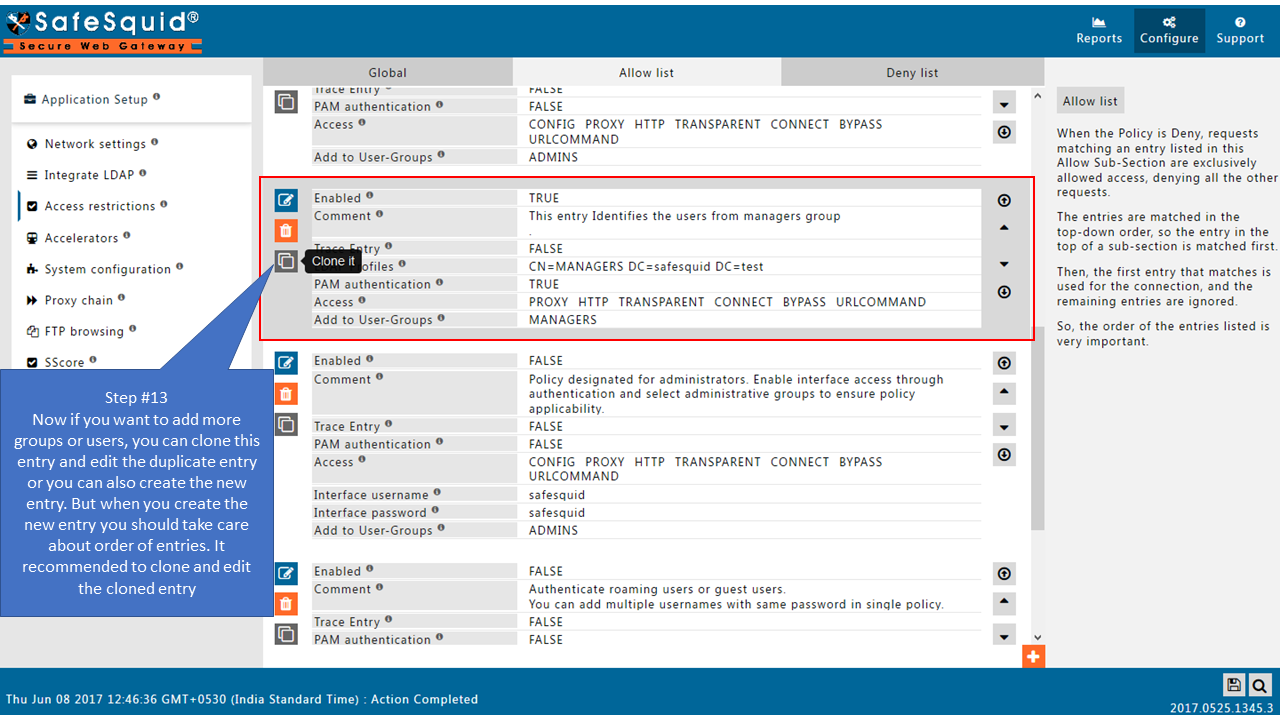 SafeSquid®
Secure Web Gateway
Reports
Configure
Support
Global
Allow list
Deny list
Application Setup
Network settings
Integrate LDAP
Access restrictions
Accelerators
System configuration
Proxy chain
FTP browsing
SScore
Trace Entry FALSE
PAM authentication FALSE
Access CONFIG PROXY HTTP TRANSPARENT CONNECT BYPASS
URLCOMMAND
Add to User-Groups ADMINS
Enabled TRUE
Comment This entry Identifies the users from managers group
.
Trace Entry FALSE
Clone it
ofiles CN=MANAGERS DC=safesquid DC=test
PAM authentication TRUE
Access PROXY HTTP TRANSPARENT CONNECT BYPASS URLCOMMAND
Add to User-Groups MANAGERS
Enabled FALSE
Comment Policy designated for administrators. Enable interface access through
authentication and select administrative groups to ensure policy
applicability.
Trace Entry FALSE
PAM authentication FALSE
Access CONFIG PROXY HTTP TRANSPARENT CONNECT BYPASS
URLCOMMAND
Interface username safesquid
Interface password safesquid
Add to User-Groups ADMINS
Enabled FALSE
Comment Authenticate roaming users or guest users.
You can add multiple usernames with same password in single policy.
Trace Entry FALSE
PAM authentication FALSE
Allow list
When the Policy is Deny, requests
matching an entry listed in this
Allow Sub-Section are exclusively
allowed access, denying all the other
requests.
The entries are matched in the
top-down order, so the entry in the
top of a sub-section is matched first.
Then, the first entry that matches is
used for the connection, and the
remaining entries are ignored.
So, the order of the entries listed is
very important.
Step #13
Now if you want to add more
groups or users, you can clone this
entry and edit the duplicate entry
or you can also create the new
entry. But when you create the
new entry you should take care
about order of entries. It
recommended to clone and edit
the cloned entry
Thu Jun 08 2017 12:46:36 GMT+0530 (India Standard Time) : Action Completed
2017.0525.1345.3